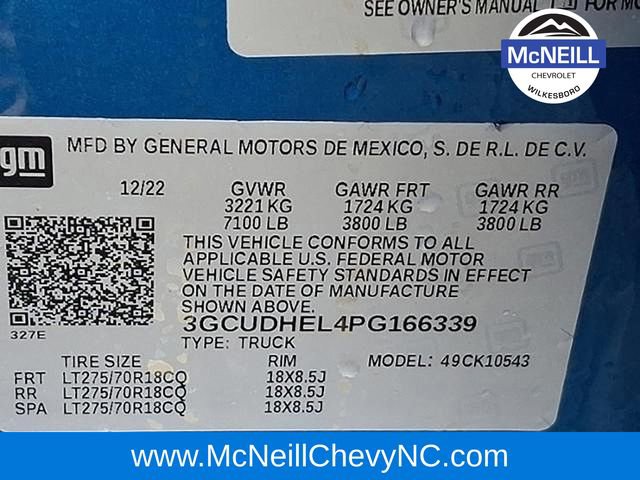 SEE OWNER'S MANUAL
FOR MO
McNEILL
CHEVROLET
WILKESBORO
gm
MFD BY GENERAL MOTORS DE MEXICO, S. DE R.L. DE C.V.
12/22 GVWR GAWR FRT GAWR RR
3221 KG 1724 KG 1724 KG
7100 LB 3800 LB 3800 LB
THIS VEHICLE CONFORMS TO ALL
APPLICABLE U.S. FEDERAL MOTOR
VEHICLE SAFETY STANDARDS IN EFFECT
ON THE DATE OF MANUFACTURE
SHOWN ABOVE.
327E
3GCUDHEL4PG166339
TYPE: TRUCK
TIRE SIZE RIM MODEL: 49CK10543
FRT LT275/70R18CQ 18X8.5J
RR LT275/70R18CQ 18X8.5J
SPA LT275/70R18CQ 18X8.5J
www.McNeillChevyNC.com